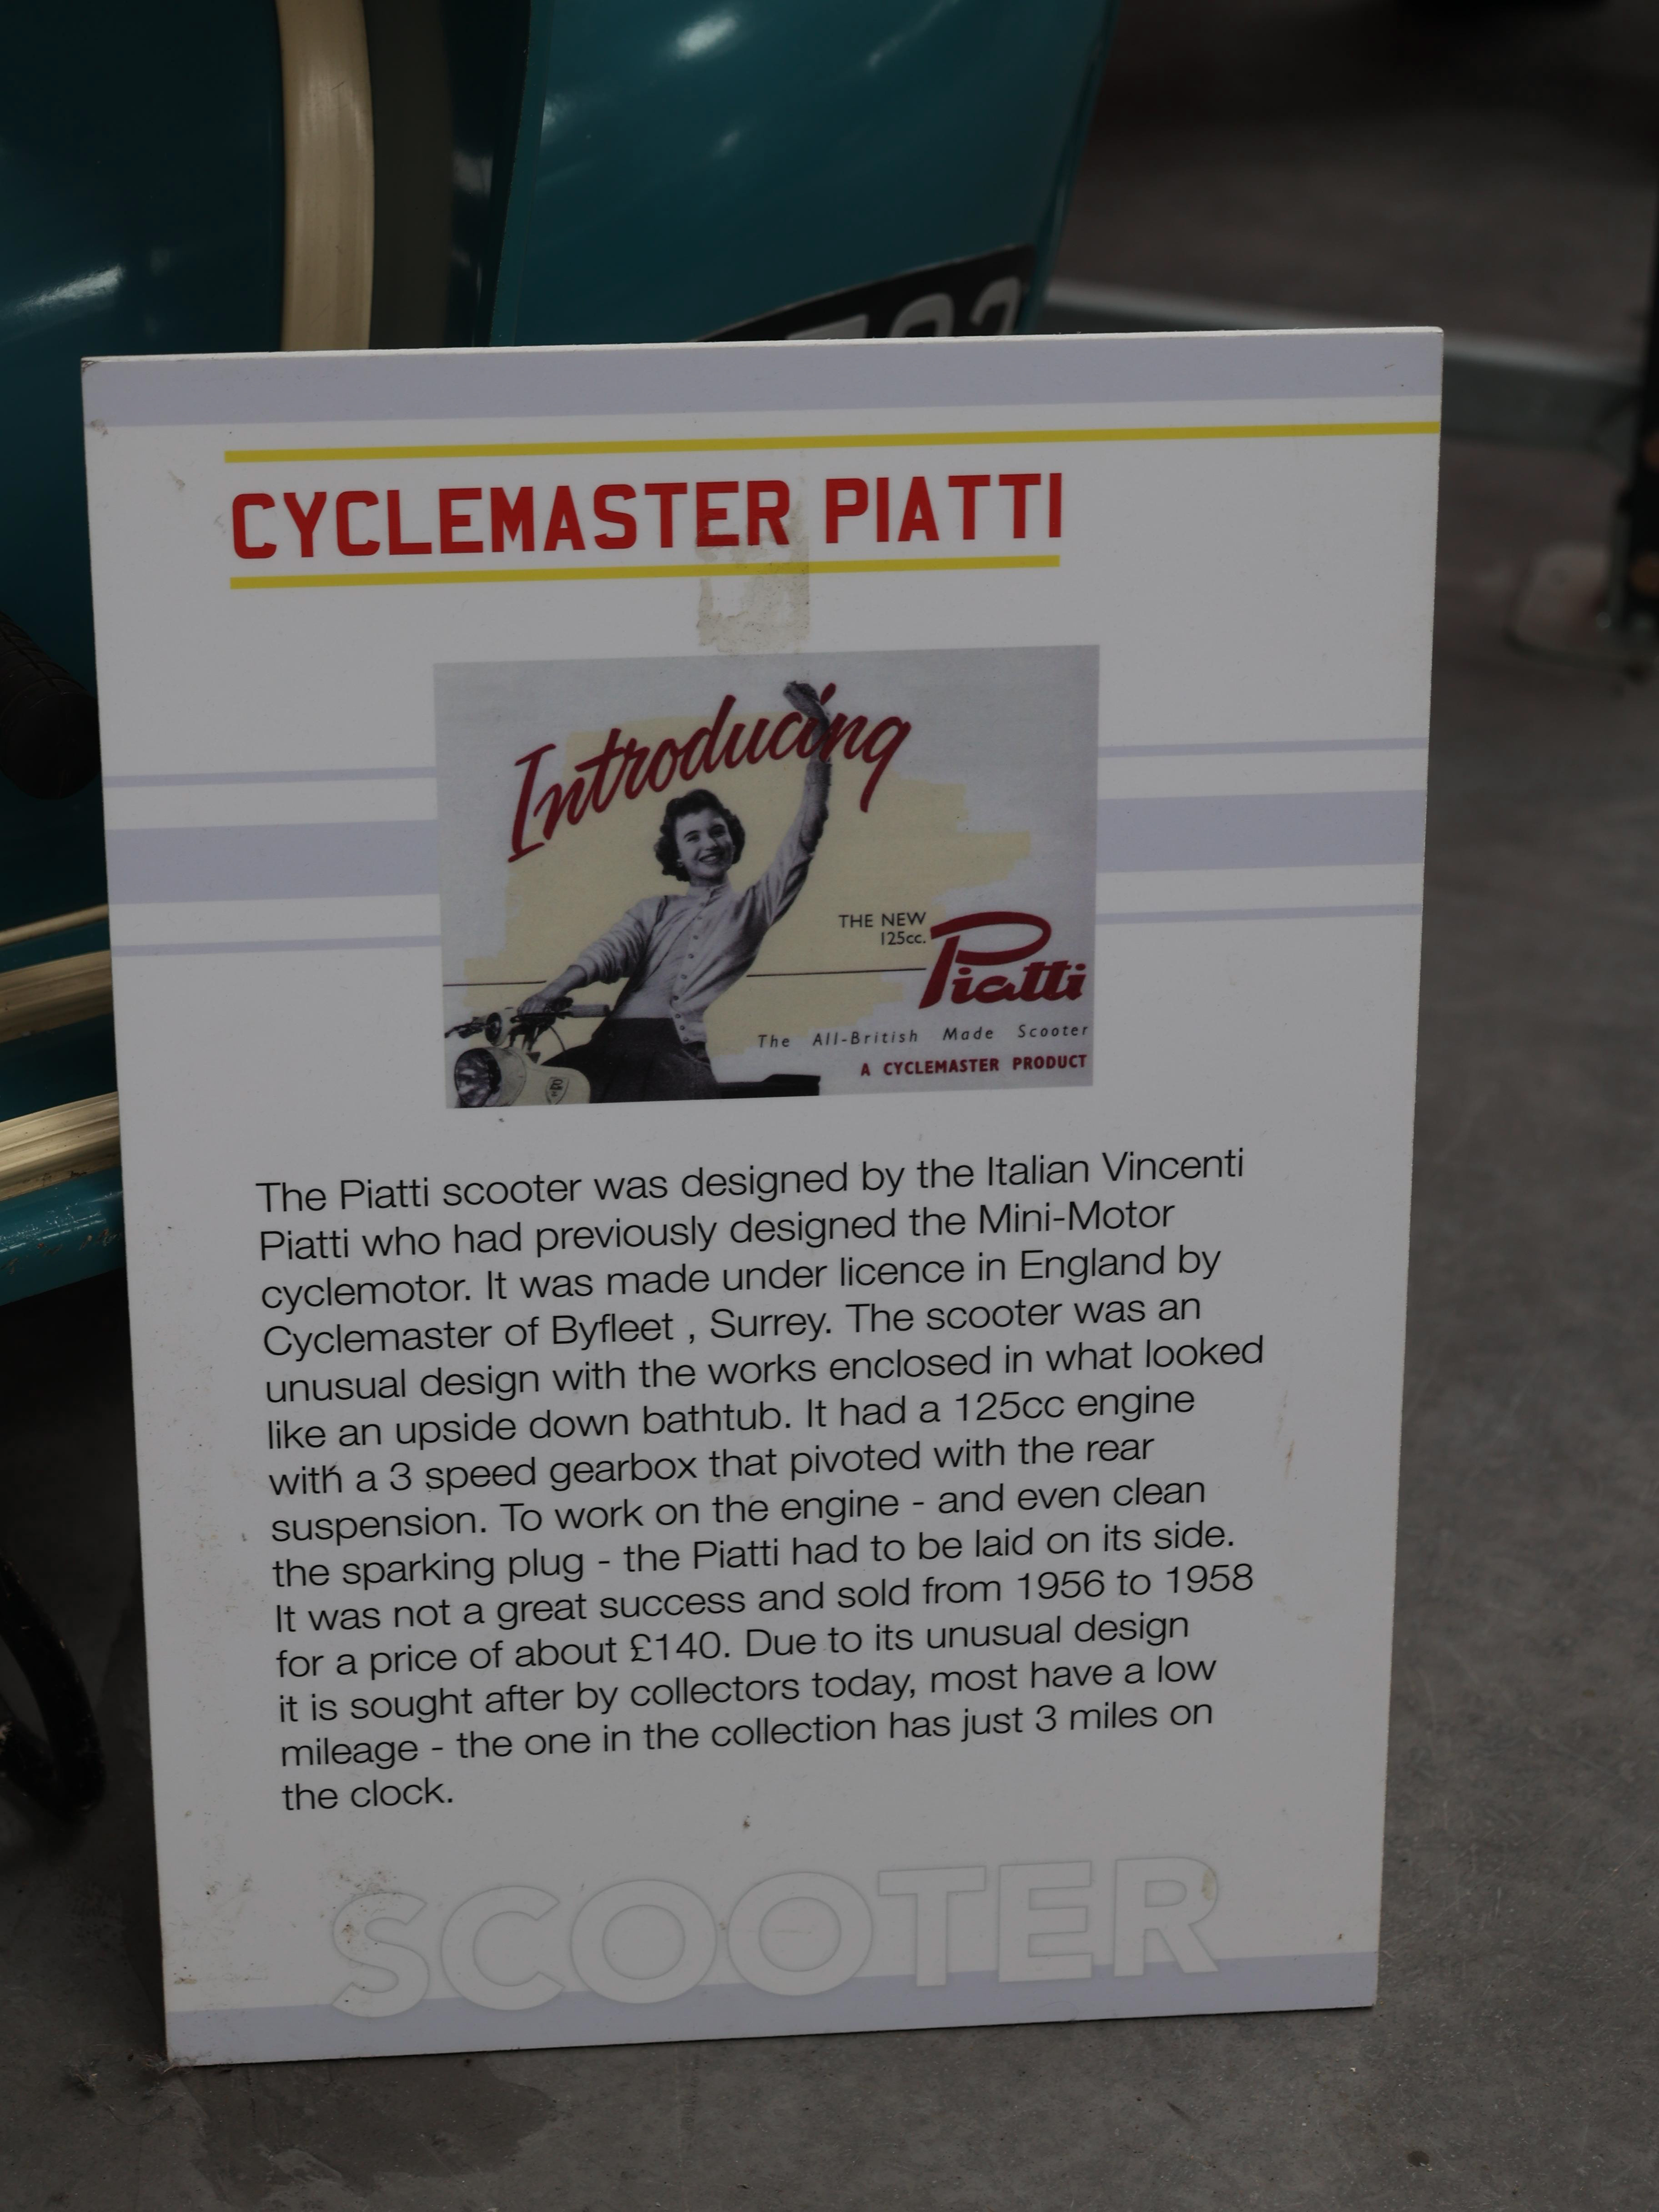 CYCLEMASTER PIATTI
Introducing
THE NEW
125cc.
Piatti
The All-British Made Scooter
A CYCLEMASTER PRODUCT
The Piatti scooter was designed by the Italian Vincenti
Piatti who had previously designed the Mini-Motor
cyclemotor. It was made under licence in England by
Cyclemaster of Byfleet , Surrey. The scooter was an
unusual design with the works enclosed in what looked
like an upside down bathtub. It had a 125cc engine
with a 3 speed gearbox that pivoted with the rear
suspension. To work on the engine - and even clean
the sparking plug - the Piatti had to be laid on its side.
It was not a great success and sold from 1956 to 1958
for a price of about £140. Due to its unusual design
it is sought after by collectors today, most have a low
mileage - the one in the collection has just 3 miles on
the clock.
SCOOTER